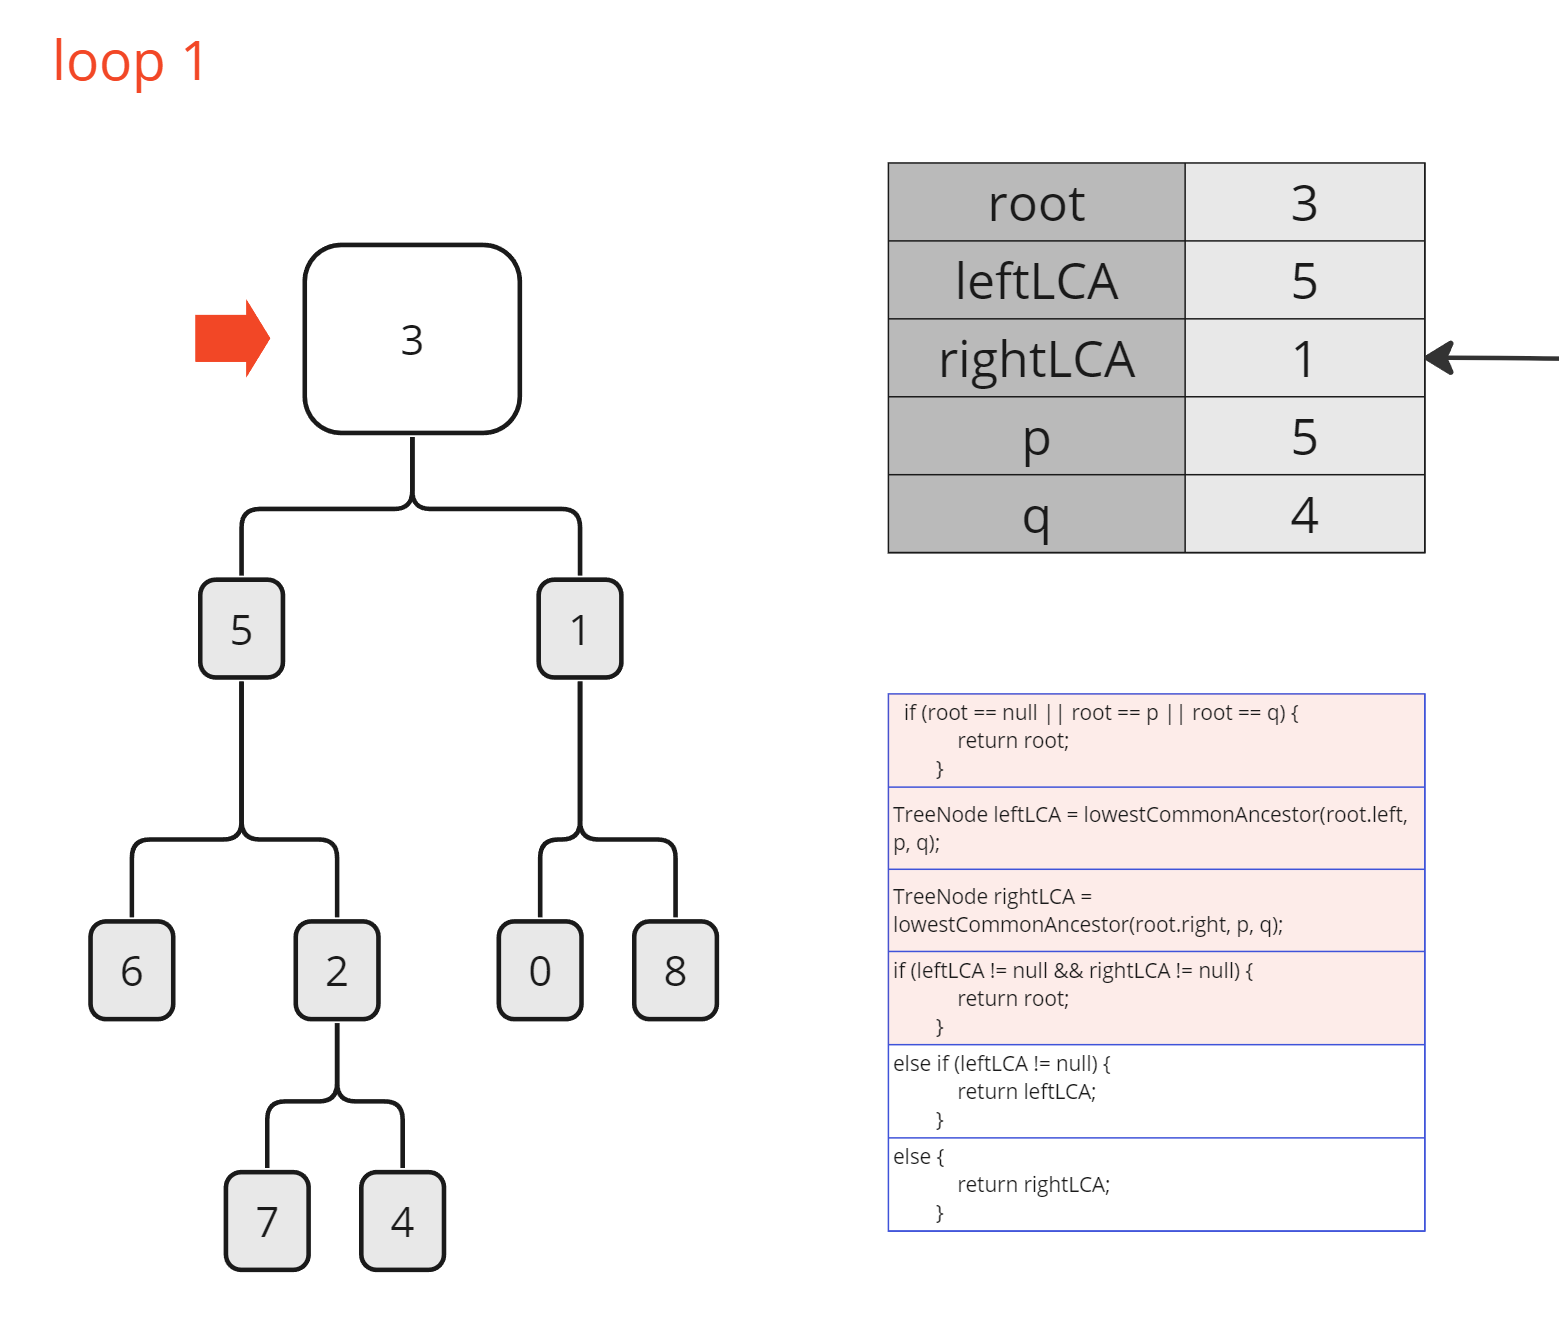 loop 1
3
5
1
6
2
0
8
7
4
root 3
leftLCA 5
rightLCA 1
p 5
q 4
if (root == null || root == p || root == q) {
return root;
}
TreeNode leftLCA = lowestCommonAncestor(root.left,
p, q);
TreeNode rightLCA =
lowestCommonAncestor(root.right, p, q);
if (leftLCA != null && rightLCA != null) {
return root;
}
else if (leftLCA != null) {
return leftLCA;
}
else {
return rightLCA;
}